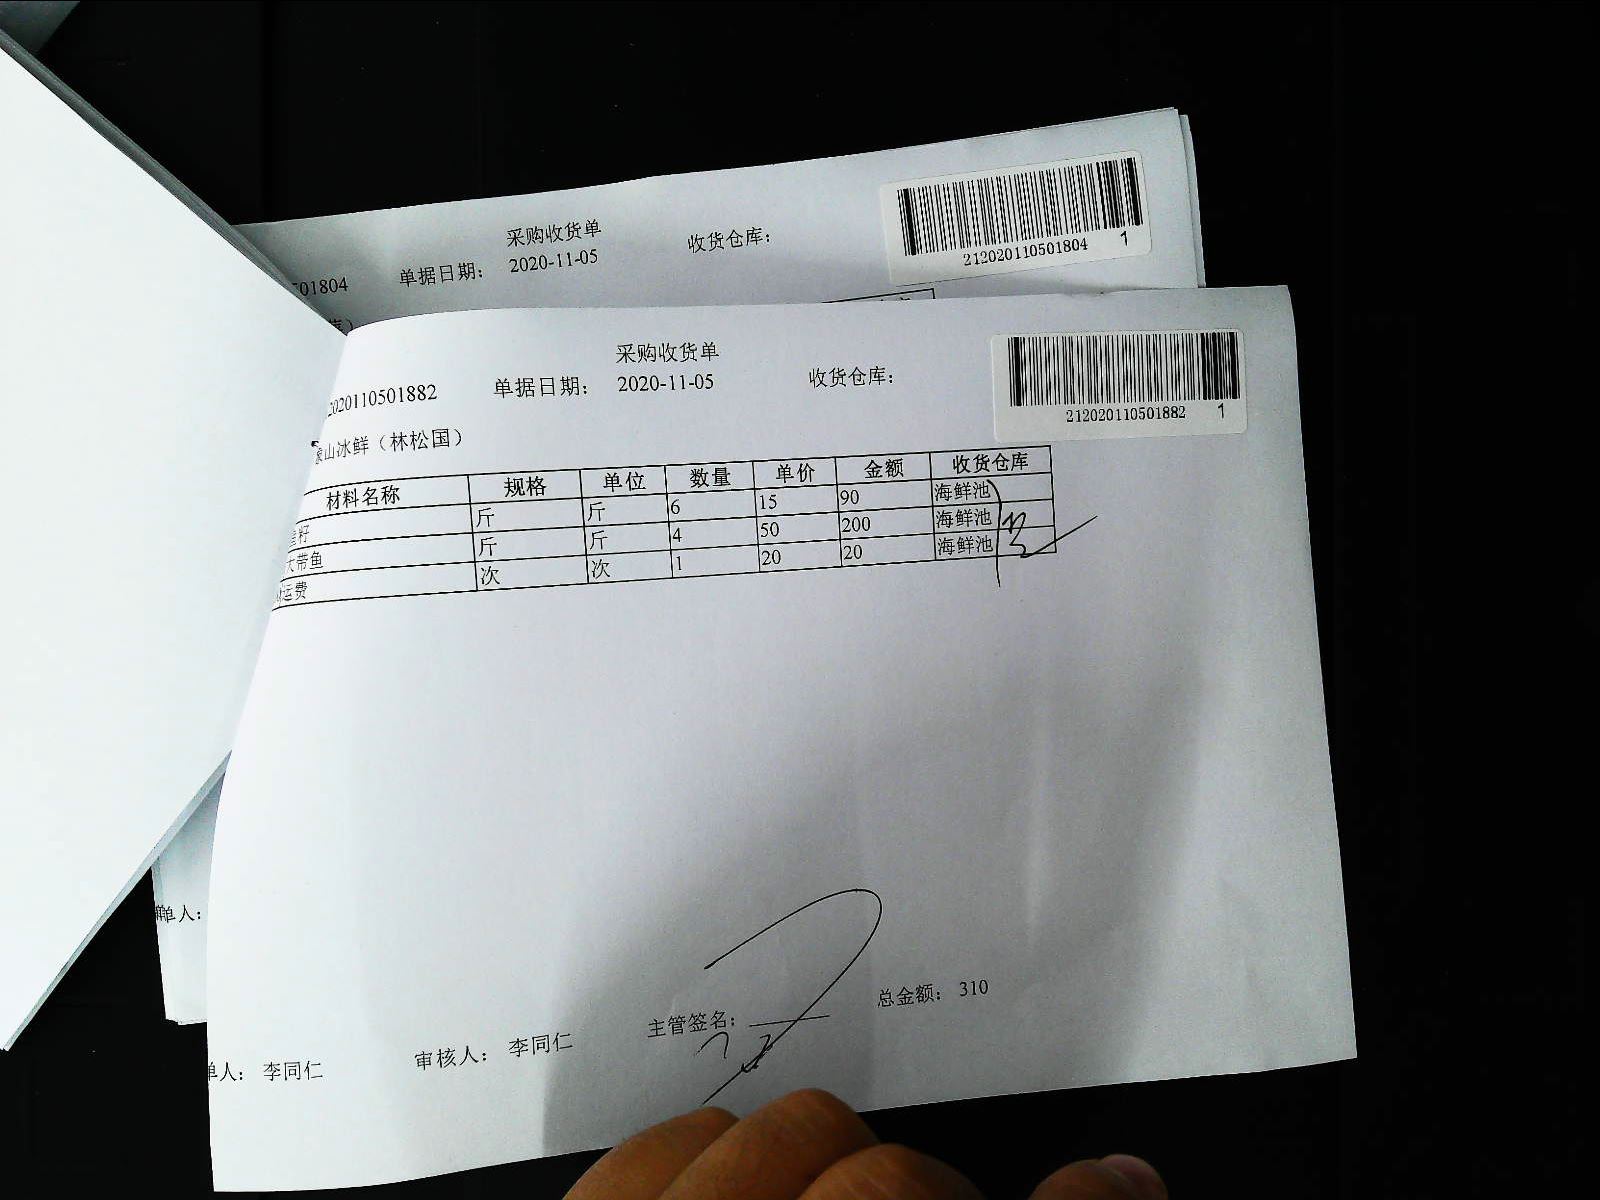 采购收货单
501804 单据日期： 2020-11-05 收货仓库：
212020110501804 1
采购收货单
2020110501882 单据日期： 2020-11-05 收货仓库：
212020110501882 1
象山冰鲜（林松国）
材料名称 规格 单位 数量 单价 金额 收货仓库
籽 斤 斤 6 15 90 海鲜池
大带鱼 斤 斤 4 50 200 海鲜池
运费 次 次 1 20 20 海鲜池
单人：
单人： 李同仁 审核人： 李同仁 主管签名： 总金额： 310